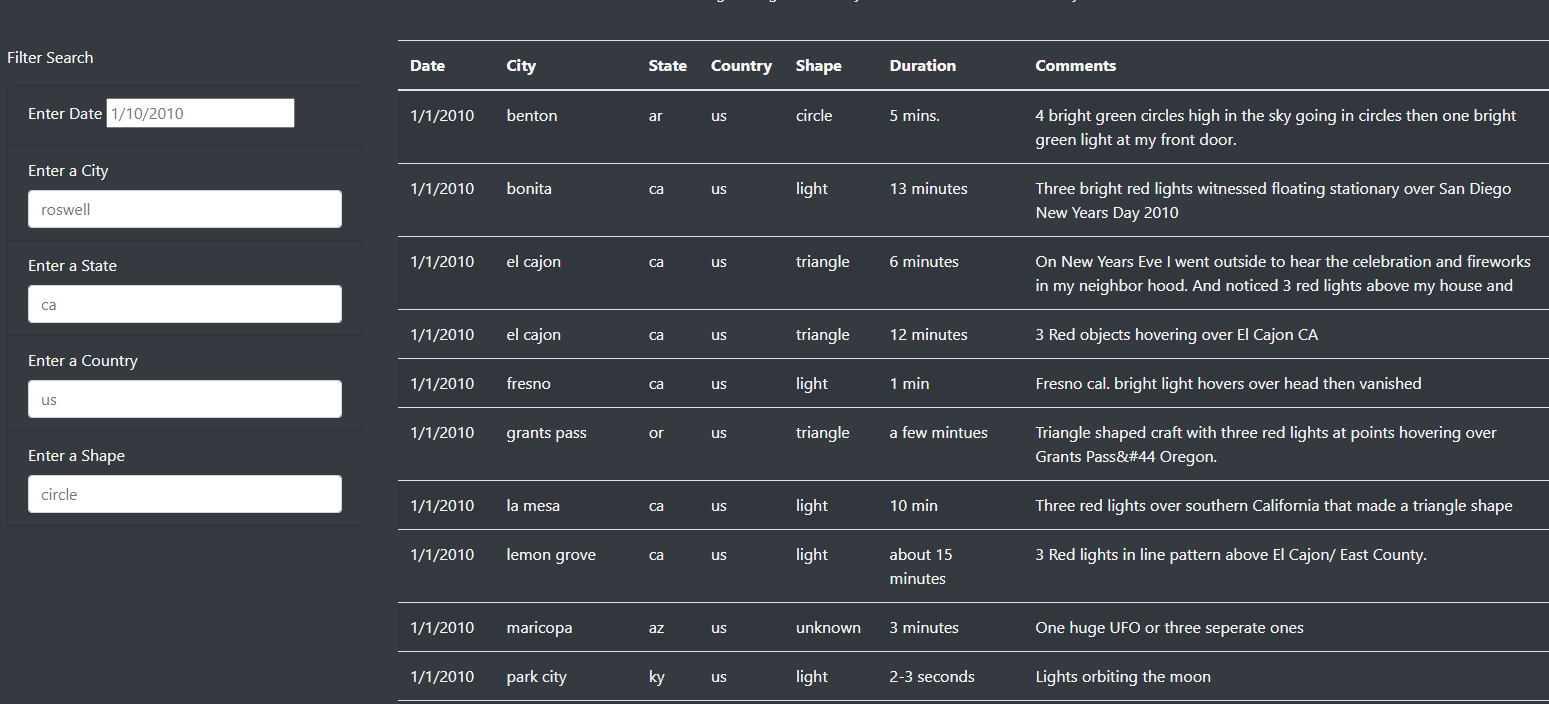 Filter Search
Enter Date 1/10/2010
Enter a City
roswell
Enter a State
ca
Enter a Country
us
Enter a Shape
circle
Date City State Country Shape Duration Comments
1/1/2010 benton ar us circle 5 mins. 4 bright green circles high in the sky going in circles then one bright
green light at my front door.
1/1/2010 bonita ca us light 13 minutes Three bright red lights witnessed floating stationary over San Diego
New Years Day 2010
1/1/2010 el cajon ca us triangle 6 minutes On New Years Eve I went outside to hear the celebration and fireworks
in my neighbor hood. And noticed 3 red lights above my house and
1/1/2010 el cajon ca us triangle 12 minutes 3 Red objects hovering over El Cajon CA
1/1/2010 fresno ca us light 1 min Fresno cal. bright light hovers over head then vanished
1/1/2010 grants pass or us triangle a few mintues Triangle shaped craft with three red lights at points hovering over
Grants Pass&#44 Oregon.
1/1/2010 la mesa ca us light 10 min Three red lights over southern California that made a triangle shape
1/1/2010 lemon grove ca us light about 15 3 Red lights in line pattern above El Cajon/ East County.
minutes
1/1/2010 maricopa az us unknown 3 minutes One huge UFO or three seperate ones
1/1/2010 park city ky us light 2-3 seconds Lights orbiting the moon